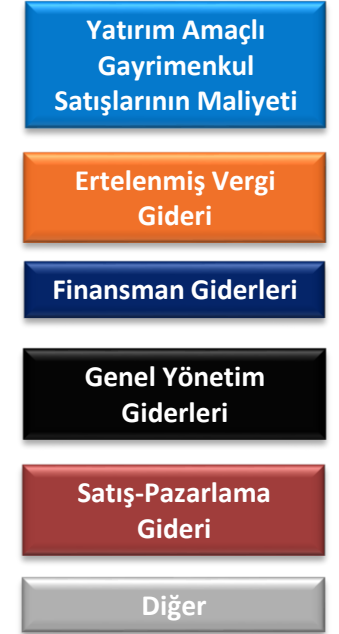 Yatırım Amaçlı
Gayrimenkul
Satışlarının Maliyeti
Ertelenmiş Vergi
Gideri
Finansman Giderleri
Genel Yönetim
Giderleri
Satış-Pazarlama
Gideri
Diğer